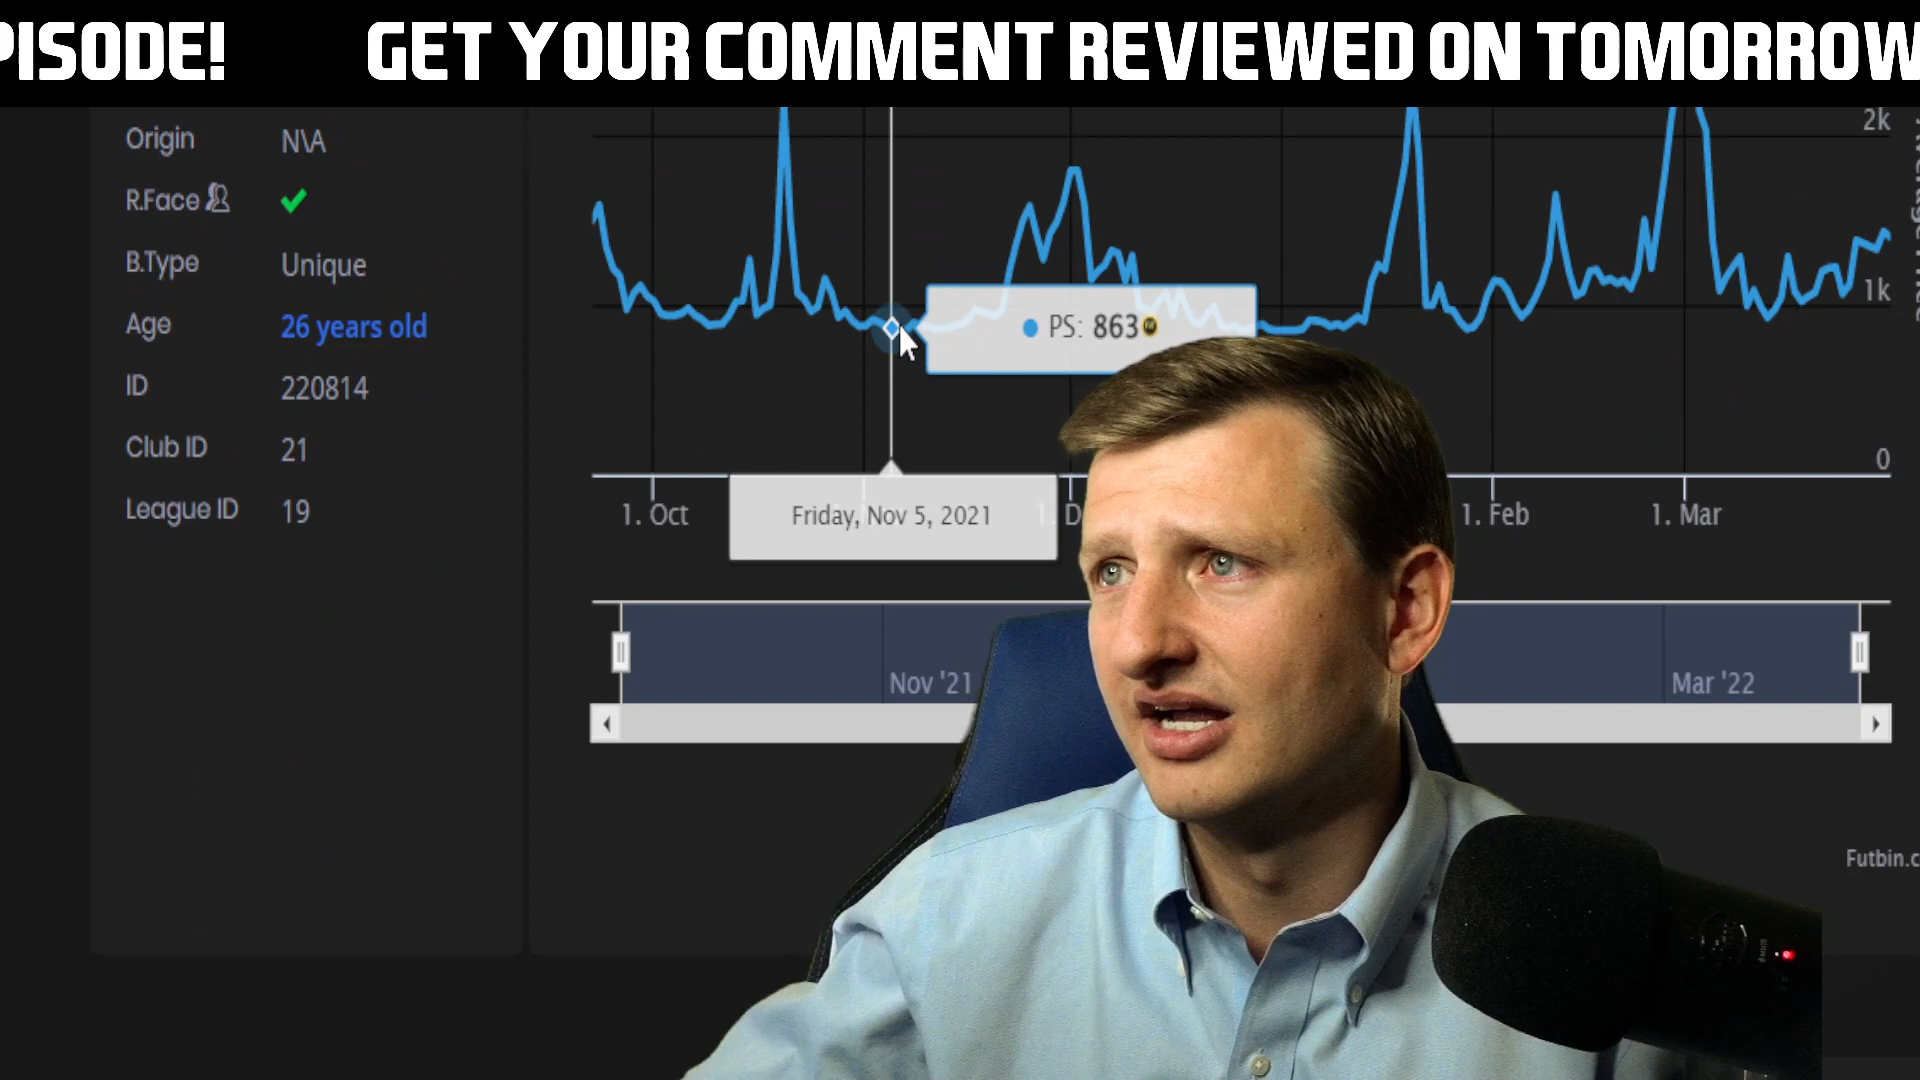 PISODE! GET YOUR COMMENT REVIEWED ON TOMORROW
Origin N\A
R.Face
B.Type Unique
Age 26 years old
ID 220814
Club ID 21
League ID 19
2k
1k
0
PS: 863
1. Oct
Friday, Nov 5, 2021
1. D
1. Feb
1. Mar
Nov '21
Mar '22
Futbin.c